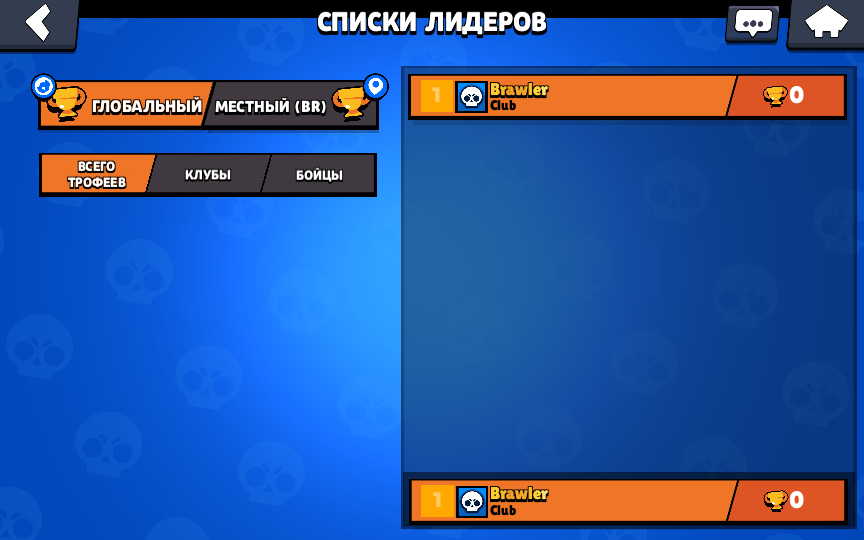 СПИСКИ ЛИДЕРОВ
ГЛОБАЛЬНЫЙ
МЕСТНЫЙ (BR)
ВСЕГО
ТРОФЕЕВ
КЛУБЫ
БОЙЦЫ
1
Brawler
Club
0
1
Brawler
Club
0